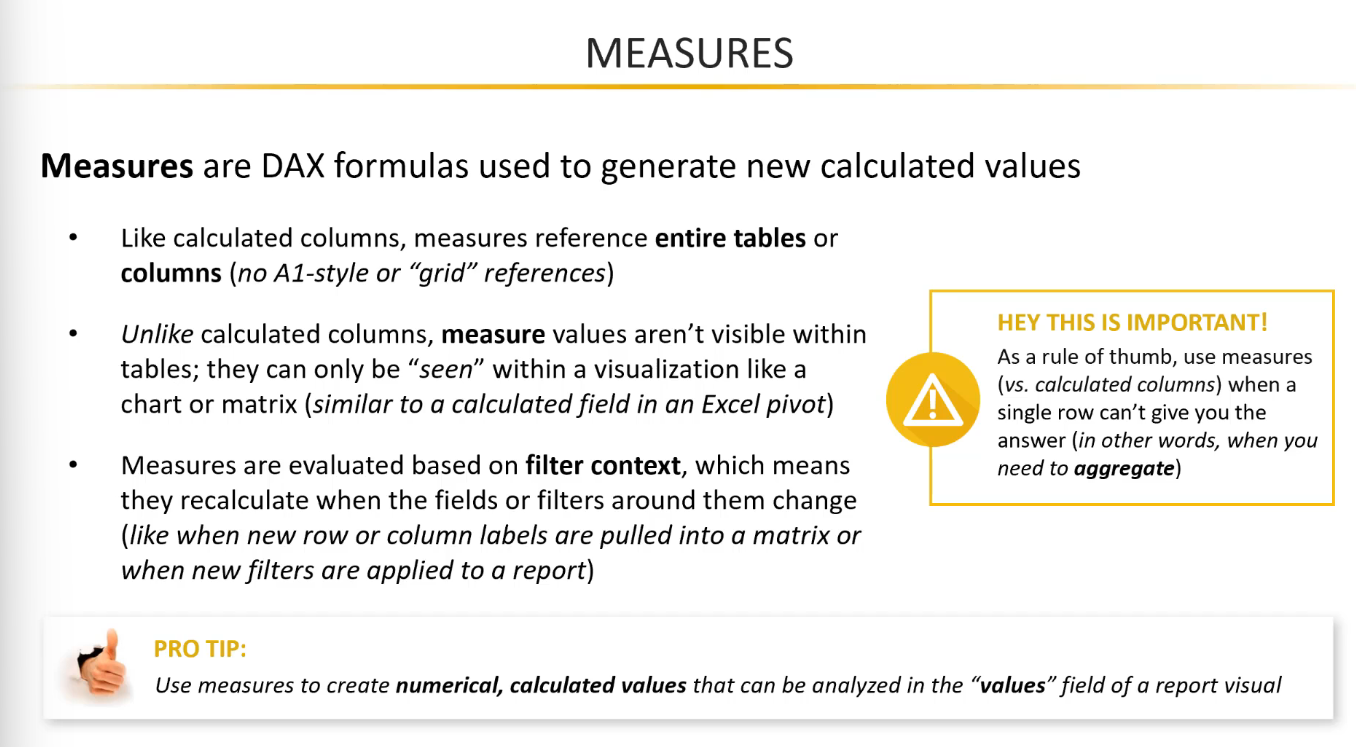 MEASURES
Measures are DAX formulas used to generate new calculated values
• Like calculated columns, measures reference entire tables or
columns (no A1-style or “grid” references)
• Unlike calculated columns, measure values aren’t visible within
tables; they can only be “seen” within a visualization like a
chart or matrix (similar to a calculated field in an Excel pivot)
• Measures are evaluated based on filter context, which means
they recalculate when the fields or filters around them change
(like when new row or column labels are pulled into a matrix or
when new filters are applied to a report)
HEY THIS IS IMPORTANT!
As a rule of thumb, use measures
(vs. calculated columns) when a
single row can’t give you the
answer (in other words, when you
need to aggregate)
PRO TIP:
Use measures to create numerical, calculated values that can be analyzed in the “values” field of a report visual